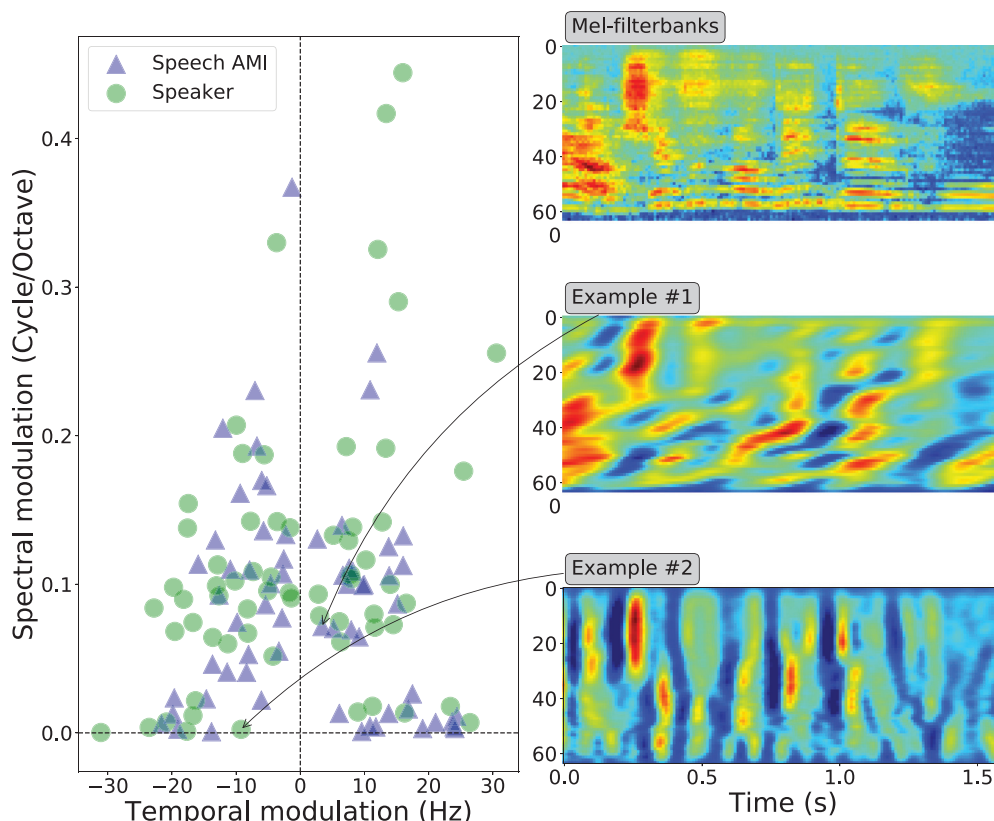 Speech AMI
Speaker
0.4
0.3
0.2
0.1
0.0
−30 −20 −10 0 10 20 30
Temporal modulation (Hz)
Spectral modulation (Cycle/Octave)
Mel-filterbanks
0
20
40
60
0
Example #1
0
20
40
60
0
Example #2
20
40
60
0.0 0.5 1.0 1.5
Time (s)